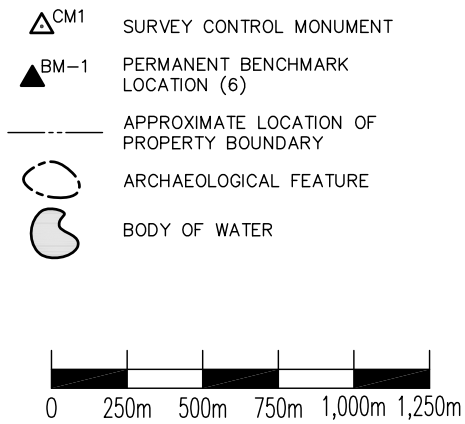 CM1 SURVEY CONTROL MONUMENT
BM-1 PERMANENT BENCHMARK
LOCATION (6)
APPROXIMATE LOCATION OF
PROPERTY BOUNDARY
ARCHAEOLOGICAL FEATURE
BODY OF WATER
0 250m 500m 750m 1,000m 1,250m